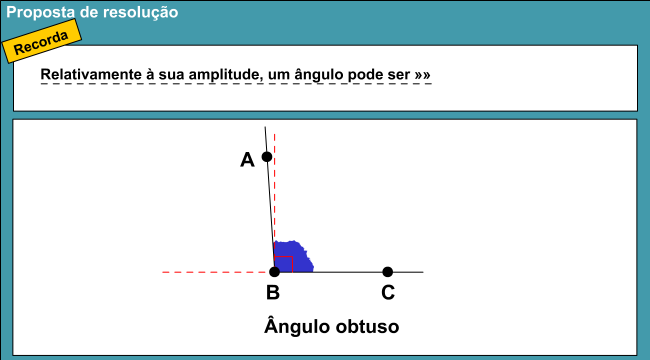 Proposta de resolução
Recorda
Relativamente à sua amplitude, um ângulo pode ser »»
A
B
C
Ângulo obtuso